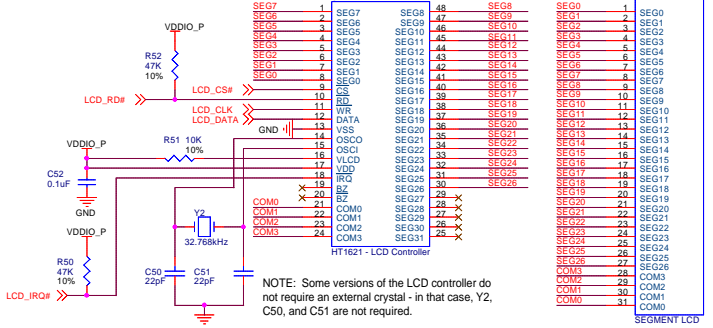 VDDIO_P
R52
47K
10%
LCD_RD#
LCD_CS#
LCD_CLK
LCD_DATA
GND
VDDIO_P
R51 10K
10%
C52
0.1uF
GND
VDDIO_P
R50
47K
10%
LCD_IRQ#
Y2
32.768kHz
C50
22pF
C51
22pF
SEG7 1 SEG7
SEG6 2 SEG6
SEG5 3 SEG5
SEG4 4 SEG4
SEG3 5 SEG3
SEG2 6 SEG2
SEG1 7 SEG1
SEG0 8 SEG0
9 CS
10 RD
11 WR
12 DATA
13 VSS
14 OSCO
15 OSCI
16 VLCD
17 VDD
18 IRQ
19 BZ
20 BZ
COM0 21 COM0
COM1 22 COM1
COM2 23 COM2
COM3 24 COM3
SEG8 48 SEG8
SEG9 47 SEG9
SEG10 46 SEG10
SEG11 45 SEG11
SEG12 44 SEG12
SEG13 43 SEG13
SEG14 42 SEG14
SEG15 41 SEG15
SEG16 40 SEG16
SEG17 39 SEG17
SEG18 38 SEG18
SEG19 37 SEG19
SEG20 36 SEG20
SEG21 35 SEG21
SEG22 34 SEG22
SEG23 33 SEG23
SEG24 32 SEG24
SEG25 31 SEG25
SEG26 30 SEG26
SEG27 29
SEG28 28
SEG29 27
SEG30 26
SEG31 25
HT1621 - LCD Controller
NOTE: Some versions of the LCD controller do
not require an external crystal - in that case, Y2,
C50, and C51 are not required.
SEG0 1 SEG0
SEG1 2 SEG1
SEG2 3 SEG2
SEG3 4 SEG3
SEG4 5 SEG4
SEG5 6 SEG5
SEG6 7 SEG6
SEG7 8 SEG7
SEG8 9 SEG8
SEG9 10 SEG9
SEG10 11 SEG10
SEG11 12 SEG11
SEG12 13 SEG12
SEG13 14 SEG13
SEG14 15 SEG14
SEG15 16 SEG15
SEG16 17 SEG16
SEG17 18 SEG17
SEG18 19 SEG18
SEG19 20 SEG19
SEG20 21 SEG20
SEG21 22 SEG21
SEG22 23 SEG22
SEG23 24 SEG23
SEG24 25 SEG24
SEG25 26 SEG25
SEG26 27 SEG26
COM3 28 COM3
COM2 29 COM2
COM1 30 COM1
COM0 31 COM0
SEGMENT LCD